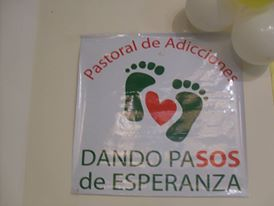 Pastoral de Adicciones
DANDO PASOS
de ESPERANZA